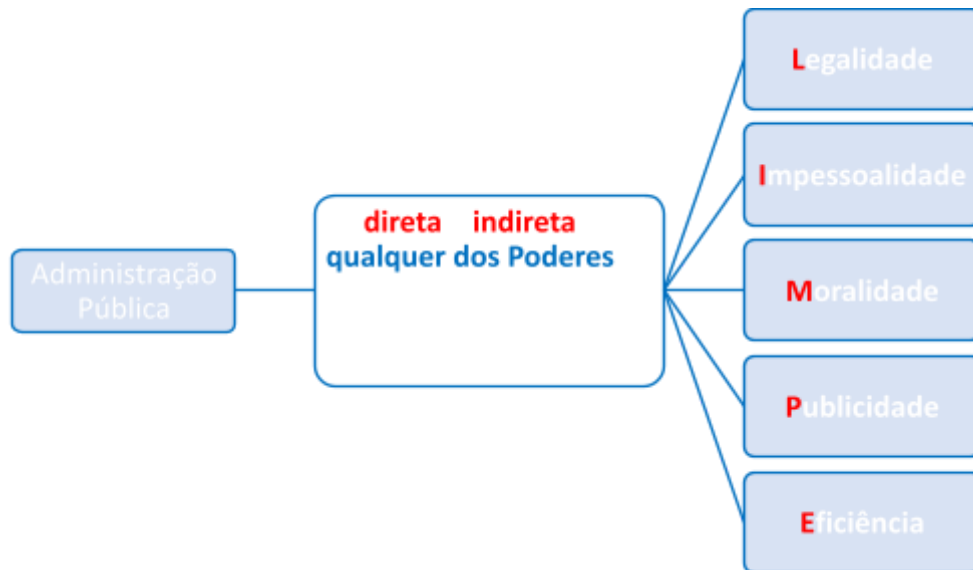 Administração
Pública
direta indireta
qualquer dos Poderes
Legalidade
Impessoalidade
Moralidade
Publicidade
Eficiência